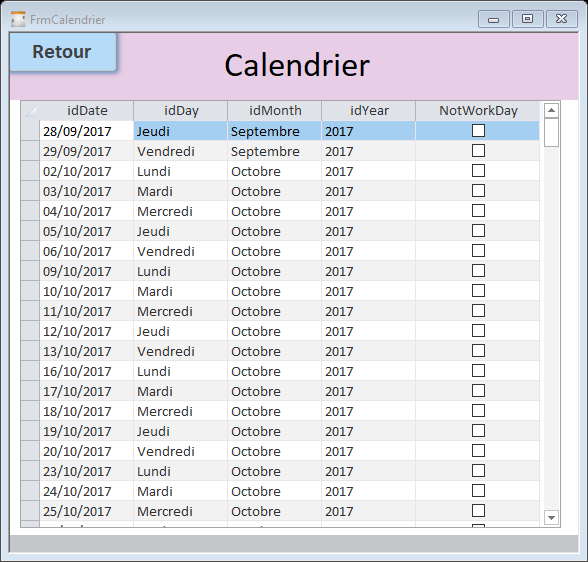 FrmCalendrier
Retour
Calendrier
idDate idDay idMonth idYear NotWorkDay
28/09/2017 Jeudi Septembre 2017
29/09/2017 Vendredi Septembre 2017
02/10/2017 Lundi Octobre 2017
03/10/2017 Mardi Octobre 2017
04/10/2017 Mercredi Octobre 2017
05/10/2017 Jeudi Octobre 2017
06/10/2017 Vendredi Octobre 2017
09/10/2017 Lundi Octobre 2017
10/10/2017 Mardi Octobre 2017
11/10/2017 Mercredi Octobre 2017
12/10/2017 Jeudi Octobre 2017
13/10/2017 Vendredi Octobre 2017
16/10/2017 Lundi Octobre 2017
17/10/2017 Mardi Octobre 2017
18/10/2017 Mercredi Octobre 2017
19/10/2017 Jeudi Octobre 2017
20/10/2017 Vendredi Octobre 2017
23/10/2017 Lundi Octobre 2017
24/10/2017 Mardi Octobre 2017
25/10/2017 Mercredi Octobre 2017